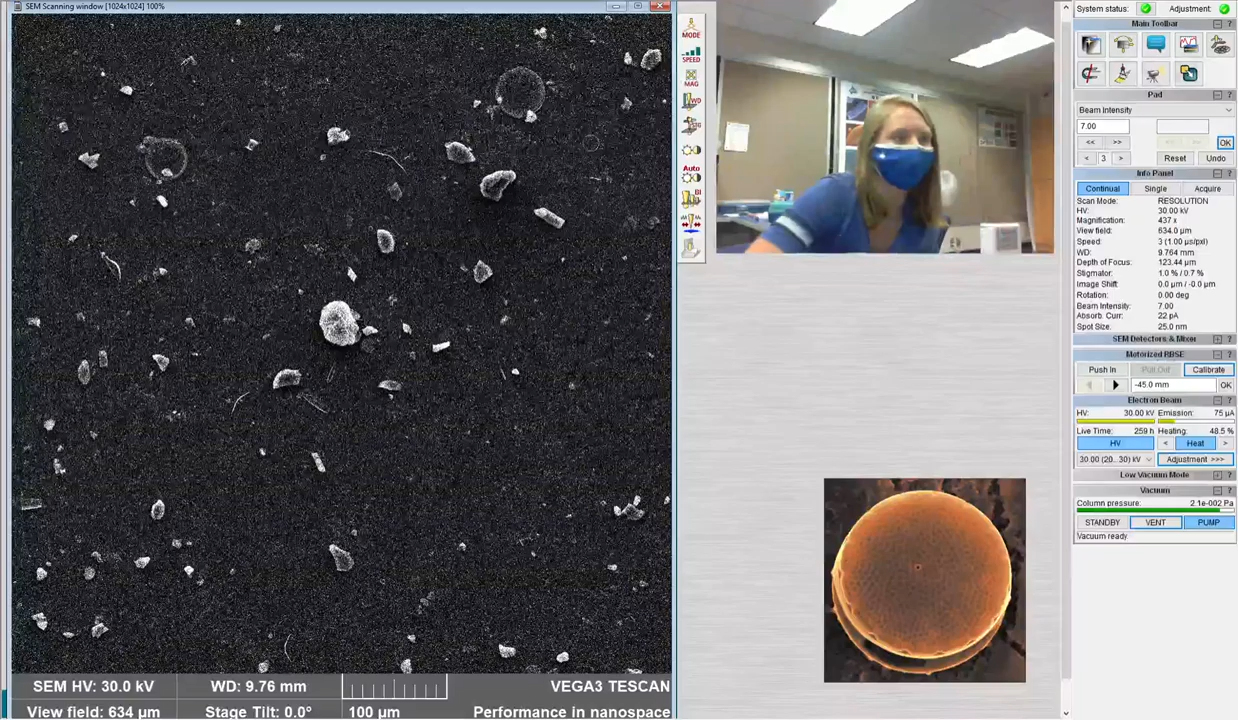 SEM Scanning window [1024x1024] 100%
SEM HV: 30.0 kV
WD: 9.76 mm
VEGA3 TESCAN
View field: 634 µm
Stage Tilt: 0.0°
100 µm
Performance in nanospace
MODE
SPEED
MAG
WD
Auto
BI
System status:
Adjustment:
Main Toolbar
Pad
Beam Intensity
7.00
<< >>
OK
< 3 >
Reset
Undo
Info Panel
Continual
Single
Acquire
Scan Mode: RESOLUTION
HV: 30.00 kV
Magnification: 437 x
View field: 634.0 µm
Speed: 3 (1.00 µs/pxl)
WD: 9.764 mm
Depth of Focus: 123.44 µm
Stigmator: 1.0 % / 0.7 %
Image Shift: 0.0 µm / -0.0 µm
Rotation: 0.00 deg
Beam Intensity: 7.00
Absorb. Curr: 22 pA
Spot Size. 25.0 nm
SEM Detectors & Mixer
Motorized RBSE
Push In
Pull Out
Calibrate
-45.0 mm
OK
Electron Beam
HV: 30.00 kV Emission: 75 µA
Live Time: 259 h Heating: 48.5 %
HV < Heat >
30.00 (20.. 30) kV
Adjustment >>>
Low Vacuum Mode
Vacuum
Column pressure: 2.1e-002 Pa
STANDBY
VENT
PUMP
Vacuum ready.